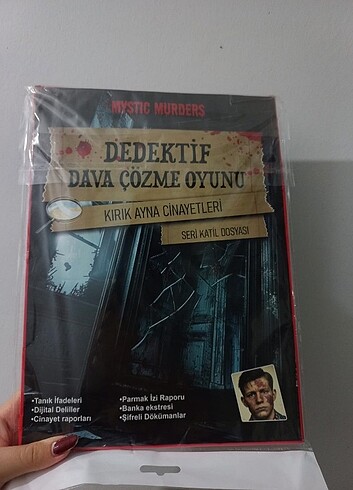 MYSTIC MURDERS
DEDEKTİF
DAVA ÇÖZME OYUNU
KIRIK AYNA CİNAYETLERİ
SERİ KATİL DOSYASI
•Tanık İfadeleri
•Dijital Deliller
•Cinayet raporları
•Parmak İzi Raporu
•Banka ekstresi
•Şifreli Dökümanlar